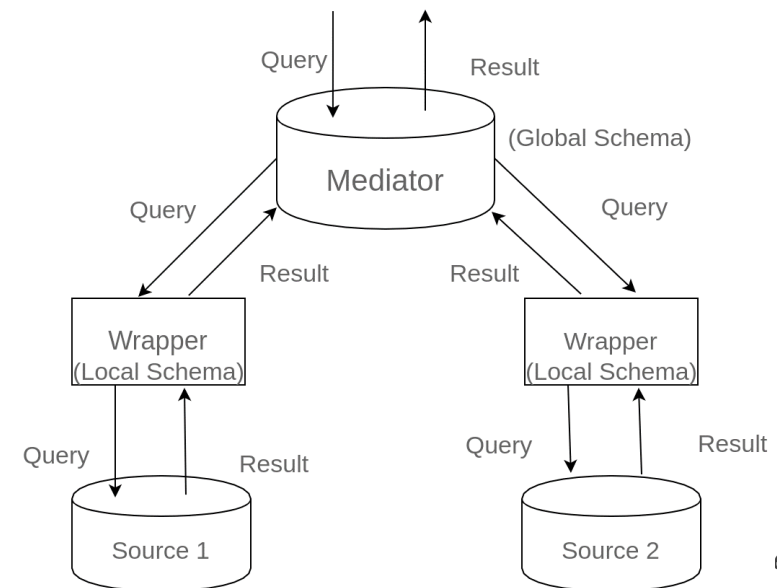 Query
Result
(Global Schema)
Mediator
Query
Query
Result
Result
Wrapper
(Local Schema)
Wrapper
(Local Schema)
Query
Result
Query
Result
Source 1
Source 2